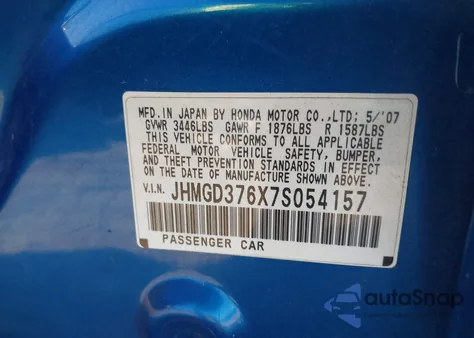 MFD.IN JAPAN BY HONDA MOTOR CO.,LTD: 5/'07
GVWR 3446LBS GAWR F 1876LBS R 1587LBS
THIS VEHICLE CONFORMS TO ALL APPLICABLE
FEDERAL MOTOR VEHICLE SAFETY, BUMPER,
AND THEFT PREVENTION STANDARDS IN EFFECT
ON THE DATE OF MANUFACTURE SHOWN ABOVE.
V.I.N. JHMGD376X7S054157
PASSENGER CAR
autoSnap